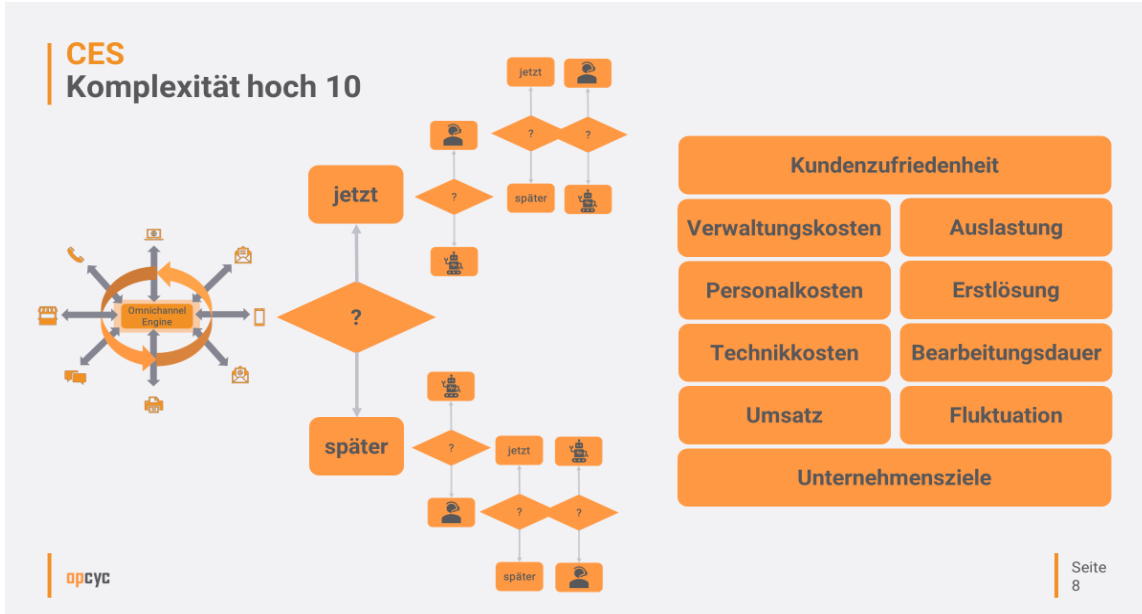 CES
Komplexität hoch 10
Omnichannel
Engine
?
jetzt
später
?
?
jetzt
später
?
?
jetzt
später
?
?
Kundenzufriedenheit
Verwaltungskosten
Auslastung
Personalkosten
Erstlösung
Technikkosten
Bearbeitungsdauer
Umsatz
Fluktuation
Unternehmensziele
opcyc
Seite
8